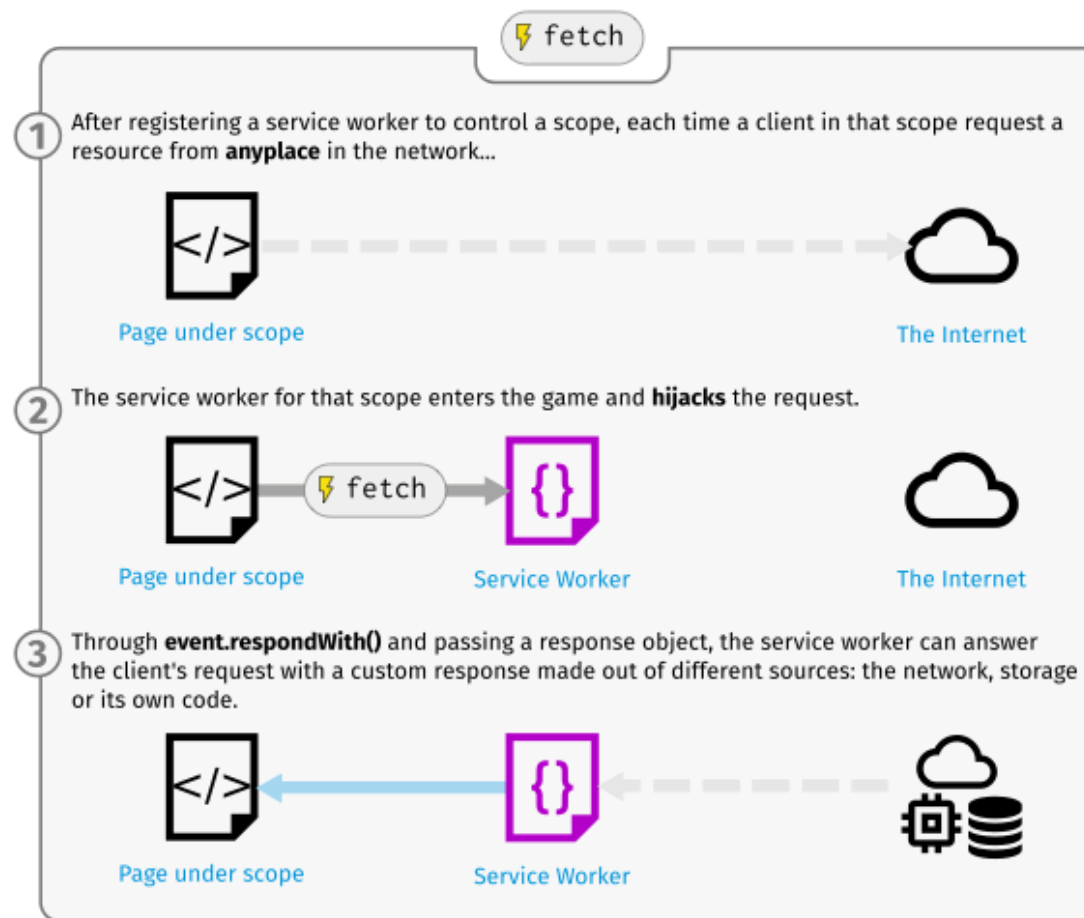 fetch
1
After registering a service worker to control a scope, each time a client in that scope request a
resource from anyplace in the network...
</>
Page under scope
The Internet
2
The service worker for that scope enters the game and hijacks the request.
</>
fetch
{}
Page under scope
Service Worker
The Internet
3
Through event.respondWith() and passing a response object, the service worker can answer
the client's request with a custom response made out of different sources: the network, storage
or its own code.
</>
{}
Page under scope
Service Worker